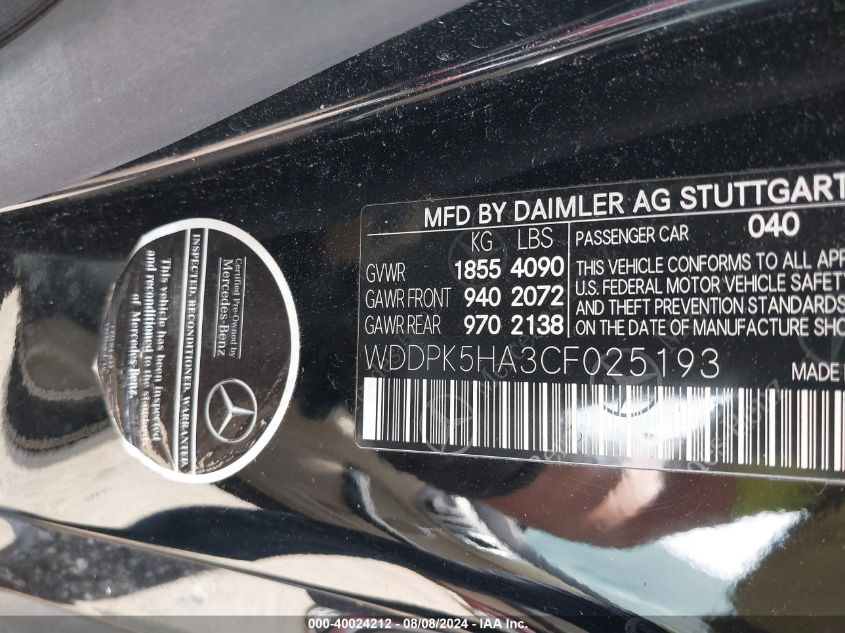 MFD BY DAIMLER AG STUTTGART
KG LBS
GVWR 1855 4090
GAWR FRONT 940 2072
GAWR REAR 970 2138
PASSENGER CAR 040
THIS VEHICLE CONFORMS TO ALL APP
U.S. FEDERAL MOTOR VEHICLE SAFETY
AND THEFT PREVENTION STANDARDS
ON THE DATE OF MANUFACTURE SHO
WDDPK5HA3CF025193
MADE
Certified Pre-Owned by
Mercedes-Benz
INSPECTED, RECONDITIONED, WARRANTED
This vehicle has been inspected
and reconditioned to the standards
of Mercedes-Benz.
000-40024212 - 08/08/2024 - IAAI.COM